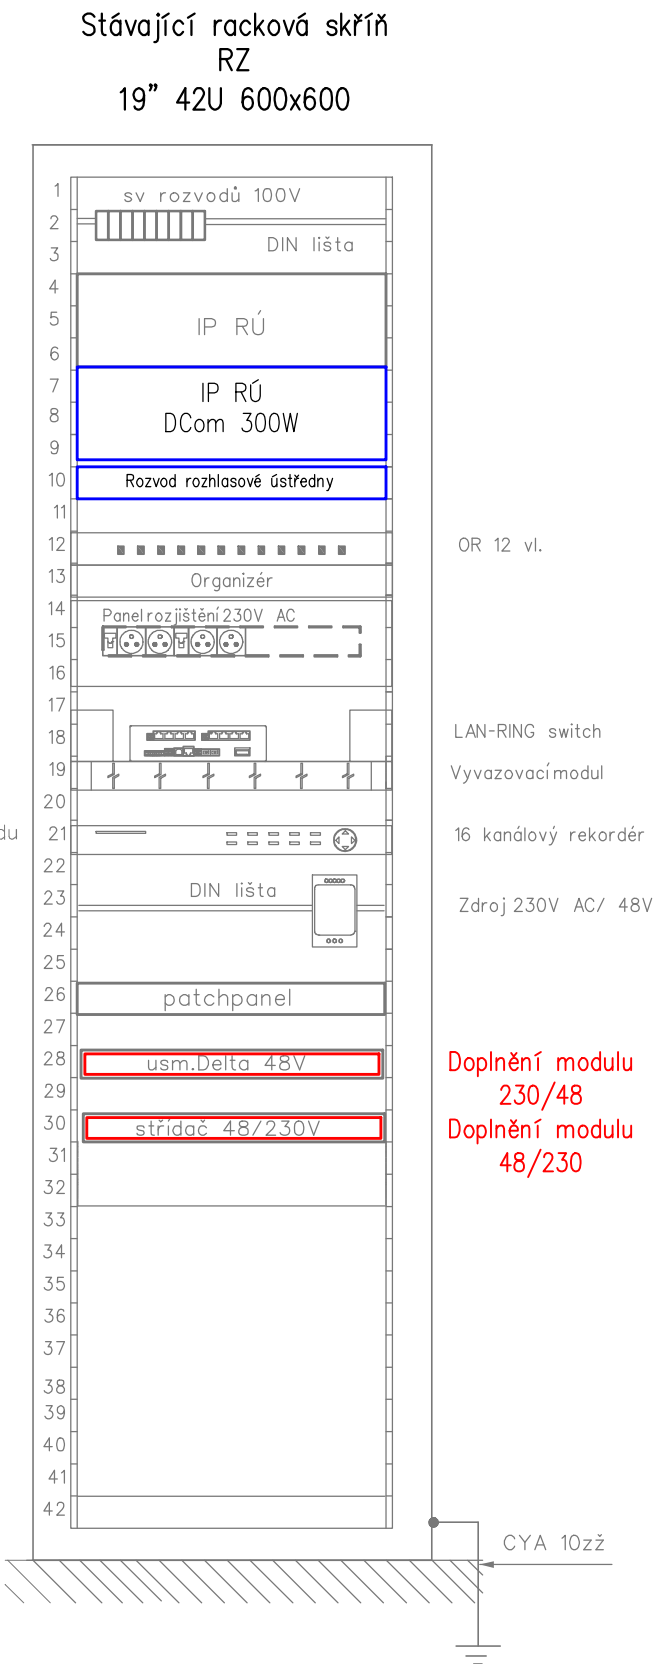 Stávající racková skříň
RZ
19" 42U 600x600
1
sv rozvodů 100V
2
3
DIN lišta
4
5
IP RÚ
6
7
IP RÚ
8
DCom 300W
9
10
Rozvod rozhlasové ústředny
11
12
OR 12 vl.
13
Organizér
14
Panel rozjištění 230V AC
15
16
17
18
LAN-RING switch
19
Vyvazovací modul
20
du
21
16 kanálový rekordér
22
23
DIN lišta
Zdroj 230V AC/ 48V
24
25
26
patchpanel
27
28
usm.Delta 48V
Doplnění modulu
230/48
29
30
střídač 48/230V
Doplnění modulu
48/230
31
32
33
34
35
36
37
38
39
40
41
42
CYA 10zž